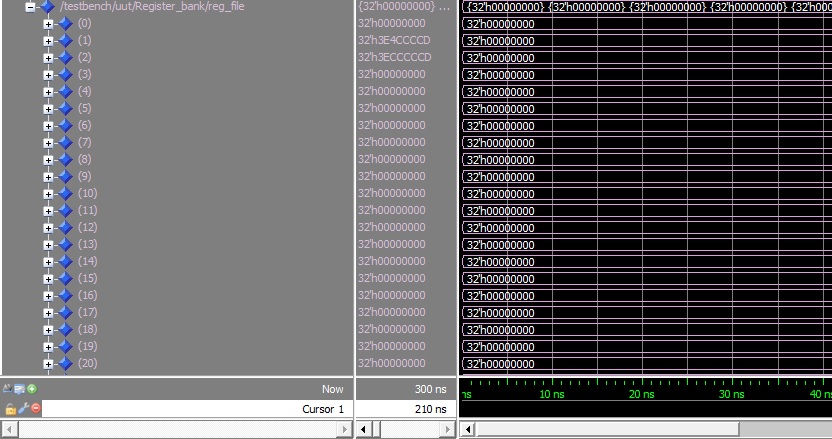 /testbench/uut/Register_bank/reg_file {32'h00000000} ... {32'h00000000} {32'h00000000} {32'h00000000} {32'h00000000} {32'h000
(0) 32'h00000000 32'h00000000
(1) 32'h3E4CCCCD 32'h00000000
(2) 32'h3ECCCCCD 32'h00000000
(3) 32'h00000000 32'h00000000
(4) 32'h00000000 32'h00000000
(5) 32'h00000000 32'h00000000
(6) 32'h00000000 32'h00000000
(7) 32'h00000000 32'h00000000
(8) 32'h00000000 32'h00000000
(9) 32'h00000000 32'h00000000
(10) 32'h00000000 32'h00000000
(11) 32'h00000000 32'h00000000
(12) 32'h00000000 32'h00000000
(13) 32'h00000000 32'h00000000
(14) 32'h00000000 32'h00000000
(15) 32'h00000000 32'h00000000
(16) 32'h00000000 32'h00000000
(17) 32'h00000000 32'h00000000
(18) 32'h00000000 32'h00000000
(19) 32'h00000000 32'h00000000
(20) 32'h00000000 32'h00000000
Now 300 ns ns 10 ns 20 ns 30 ns 40 n
Cursor 1 210 ns